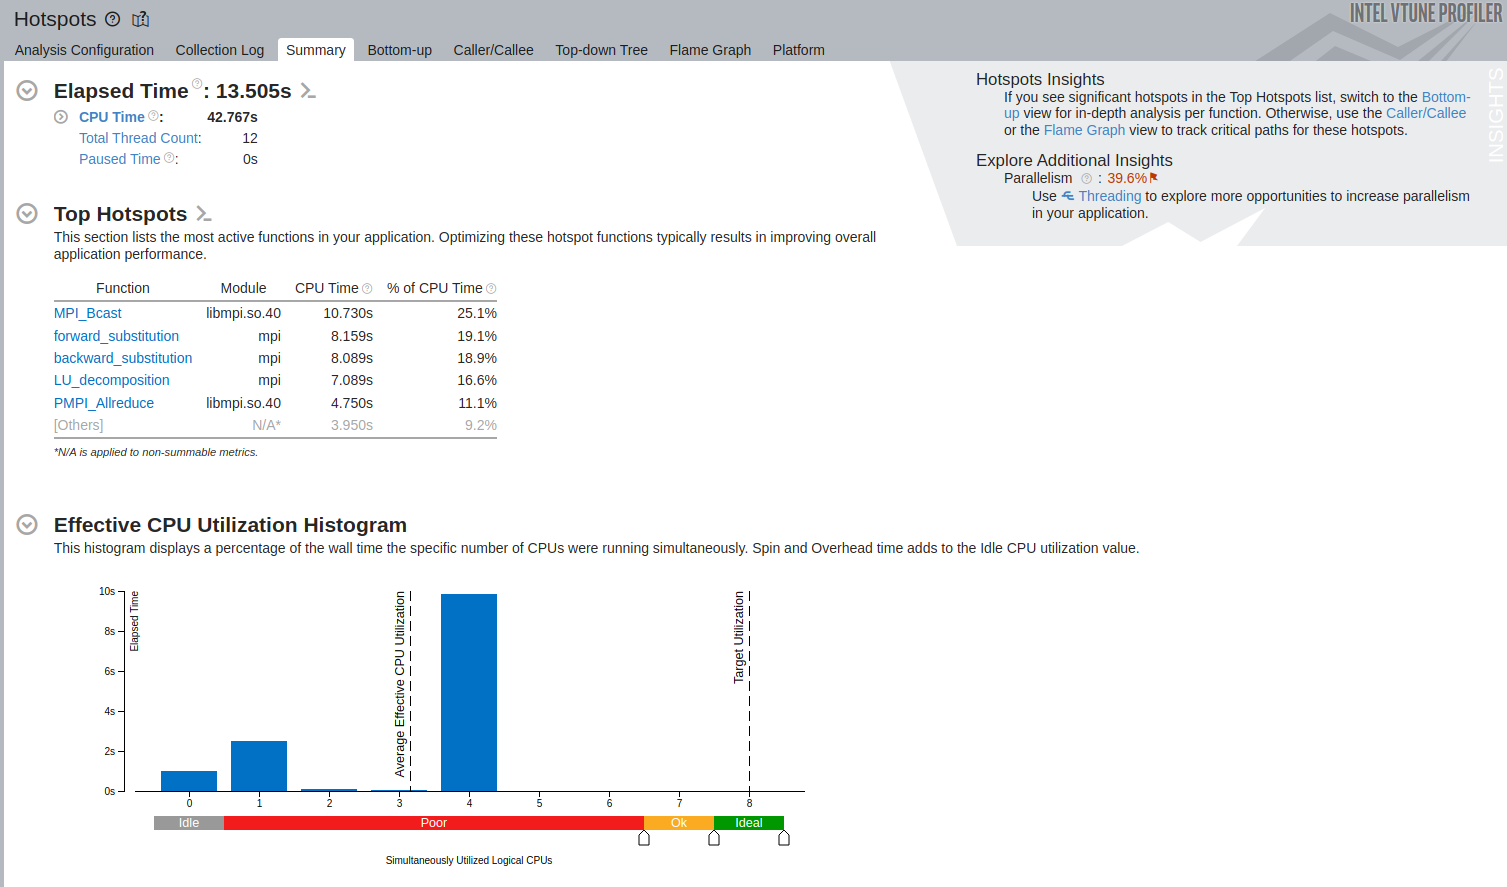 Hotspots
INTEL VTUNE PROFILER
Analysis Configuration Collection Log Summary Bottom-up Caller/Callee Top-down Tree Flame Graph Platform
Elapsed Time : 13.505s
CPU Time : 42.767s
Total Thread Count: 12
Paused Time : 0s
Hotspots Insights
If you see significant hotspots in the Top Hotspots list, switch to the Bottom-
up view for in-depth analysis per function. Otherwise, use the Caller/Callee
or the Flame Graph view to track critical paths for these hotspots.
Explore Additional Insights
Parallelism : 39.6%
Use Threading to explore more opportunities to increase parallelism
in your application.
INSIGHTS
Top Hotspots
This section lists the most active functions in your application. Optimizing these hotspot functions typically results in improving overall
application performance.
Function Module CPU Time % of CPU Time
MPI_Bcast libmpi.so.40 10.730s 25.1%
forward_substitution mpi 8.159s 19.1%
backward_substitution mpi 8.089s 18.9%
LU_decomposition mpi 7.089s 16.6%
PMPI_Allreduce libmpi.so.40 4.750s 11.1%
[Others] N/A* 3.950s 9.2%
*N/A is applied to non-summable metrics.
Effective CPU Utilization Histogram
This histogram displays a percentage of the wall time the specific number of CPUs were running simultaneously. Spin and Overhead time adds to the Idle CPU utilization value.
10s
8s
6s
4s
2s
0s
Elapsed Time
Average Effective CPU Utilization
Target Utilization
0 1 2 3 4 5 6 7 8
Idle Poor Ok Ideal
Simultaneously Utilized Logical CPUs